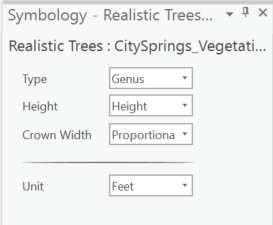 Symbology - Realistic Trees...
Realistic Trees : CitySprings_Vegetati...
Type Genus
Height Height
Crown Width Proportiona
Unit Feet